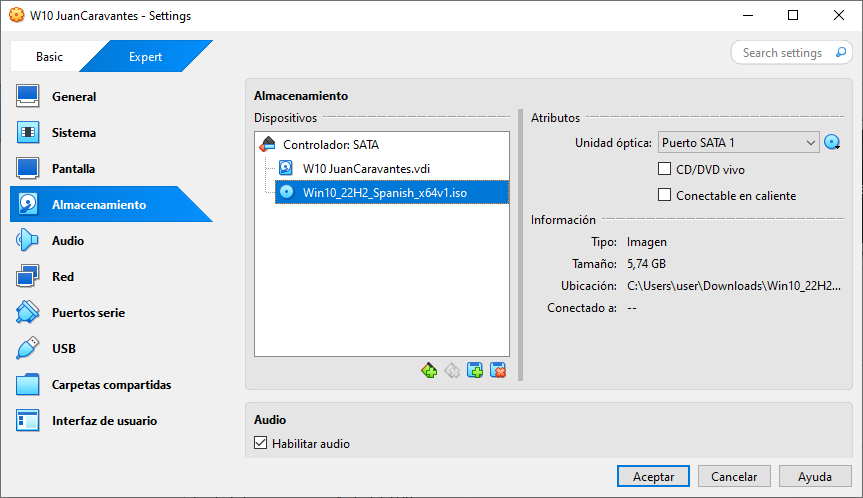 W10 JuanCaravantes - Settings
Basic
Expert
Search settings
General
Sistema
Pantalla
Almacenamiento
Audio
Red
Puertos serie
USB
Carpetas compartidas
Interfaz de usuario
Almacenamiento
Dispositivos
Controlador: SATA
W10 JuanCaravantes.vdi
Win10_22H2_Spanish_x64v1.iso
Atributos
Unidad óptica: Puerto SATA 1
CD/DVD vivo
Conectable en caliente
Información
Tipo: Imagen
Tamaño: 5,74 GB
Ubicación: C:\Users\user\Downloads\Win10_22H2...
Conectado a: --
Audio
Habilitar audio
Aceptar
Cancelar
Ayuda